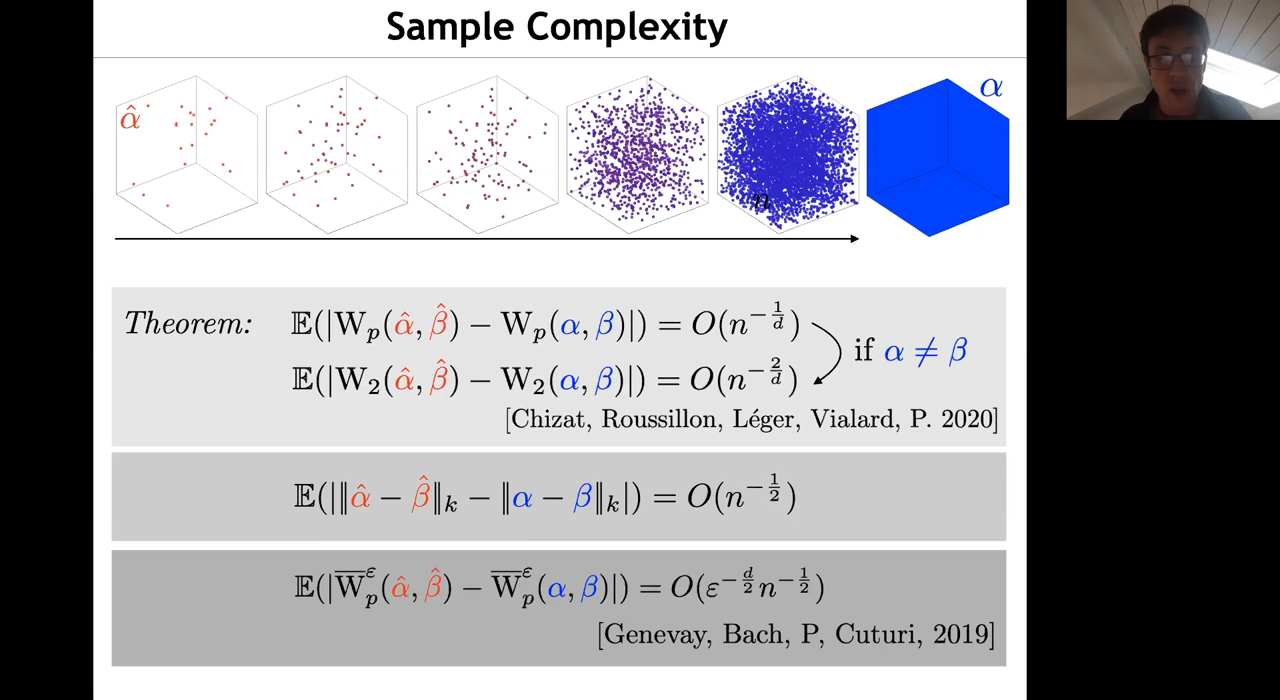 Sample Complexity
α̂
α
n
Theorem: 𝔼(|W_p(α̂, β̂) − W_p(α, β)|) = O(n^{−1/d})
if α ≠ β
𝔼(|W_2(α̂, β̂) − W_2(α, β)|) = O(n^{−2/d})
[Chizat, Roussillon, Léger, Vialard, P. 2020]
𝔼(|‖α̂ − β̂‖_k − ‖α − β‖_k|) = O(n^{−1/2})
𝔼(|W̅_p^ε(α̂, β̂) − W̅_p^ε(α, β)|) = O(ε^{−d/2} n^{−1/2})
[Genevay, Bach, P, Cuturi, 2019]